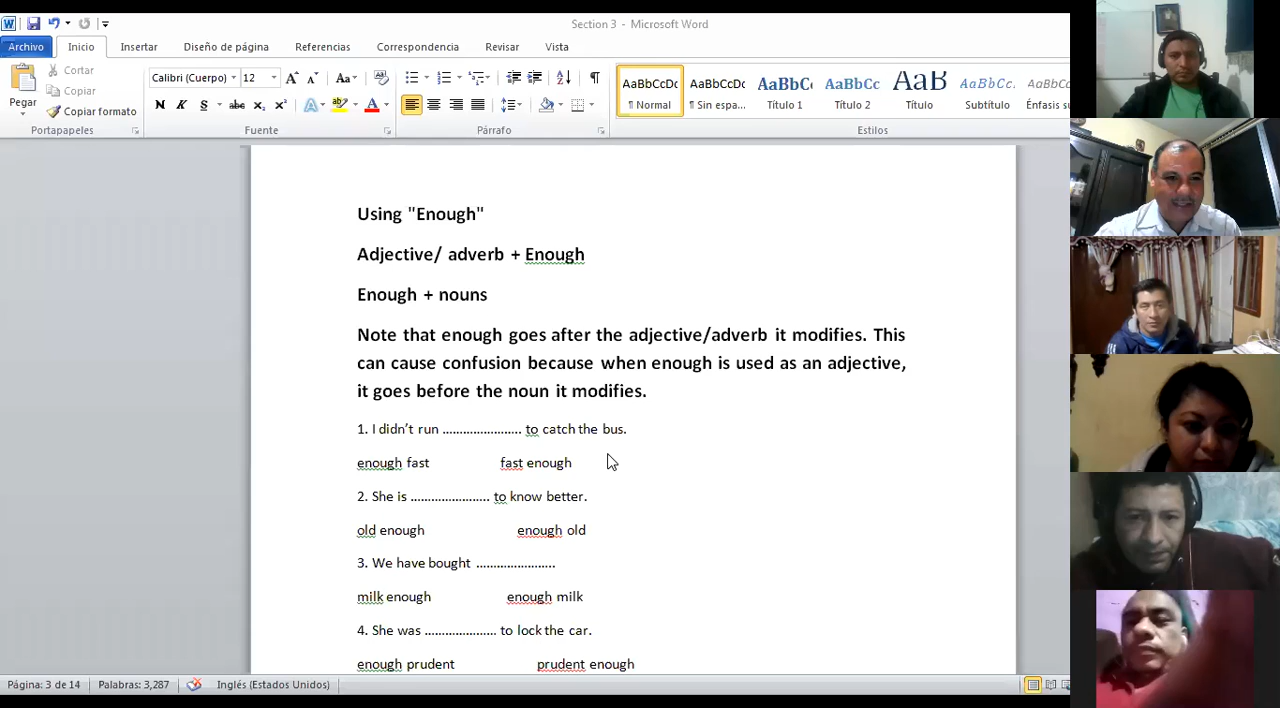 Section 3 - Microsoft Word
Archivo Inicio Insertar Diseño de página Referencias Correspondencia Revisar Vista
Pegar
Cortar
Copiar
Copiar formato
Portapapeles
Calibri (Cuerpo) 12
Fuente
Párrafo
AaBbCcDc AaBbCcDc AaBbC AaBbCc AaB AaBbCc. AaBbCcD
¶ Normal ¶ Sin espa... Título 1 Título 2 Título Subtítulo Énfasis su
Estilos
Using "Enough"
Adjective/ adverb + Enough
Enough + nouns
Note that enough goes after the adjective/adverb it modifies. This
can cause confusion because when enough is used as an adjective,
it goes before the noun it modifies.
1. I didn’t run ...................... to catch the bus.
enough fast fast enough
2. She is ...................... to know better.
old enough enough old
3. We have bought ......................
milk enough enough milk
4. She was .................... to lock the car.
enough prudent prudent enough
Página: 3 de 14 Palabras: 3,287 Inglés (Estados Unidos)